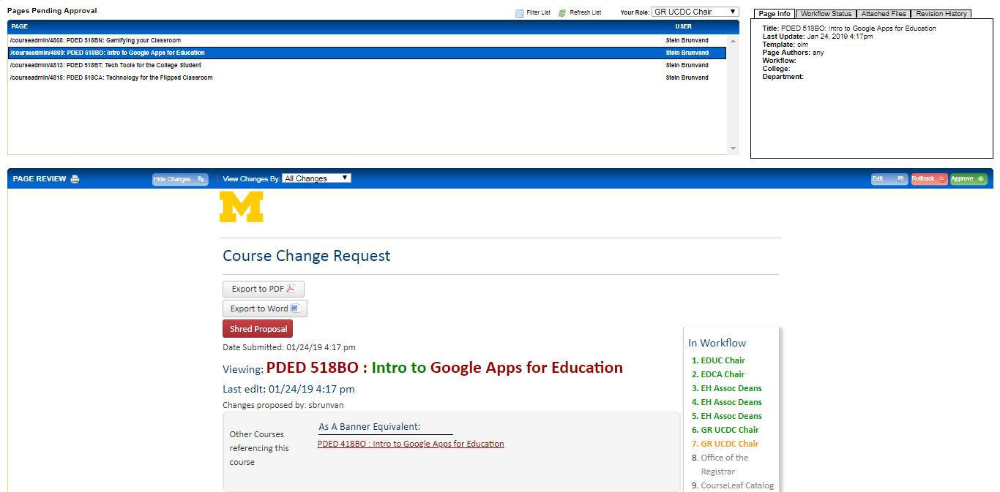 Pages Pending Approval
Filter List Refresh List Your Role: GR UCDC Chair
PAGE USER
/courseadmin/4808: PDED 518BN: Gamifying your Classroom Stein Brunvand
/courseadmin/4809: PDED 518BO: Intro to Google Apps for Education Stein Brunvand
/courseadmin/4813: PDED 518BT: Tech Tools for the College Student Stein Brunvand
/courseadmin/4815: PDED 518CA: Technology for the Flipped Classroom Stein Brunvand
Page Info Workflow Status Attached Files Revision History
Title: PDED 518BO: Intro to Google Apps for Education
Last Update: Jan 24, 2019 4:17pm
Template: cim
Page Authors: any
Workflow:
College:
Department:
PAGE REVIEW Hide Changes View Changes By: All Changes Edit Rollback Approve
M
Course Change Request
Export to PDF
Export to Word
Shred Proposal
Date Submitted: 01/24/19 4:17 pm
Viewing: PDED 518BO : Intro to Google Apps for Education
Last edit: 01/24/19 4:17 pm
Changes proposed by: sbrunvan
Other Courses
referencing this
course
As A Banner Equivalent:
PDED 418BO : Intro to Google Apps for Education
In Workflow
1. EDUC Chair
2. EDCA Chair
3. EH Assoc Deans
4. EH Assoc Deans
5. EH Assoc Deans
6. GR UCDC Chair
7. GR UCDC Chair
8. Office of the
Registrar
9. CourseLeaf Catalog